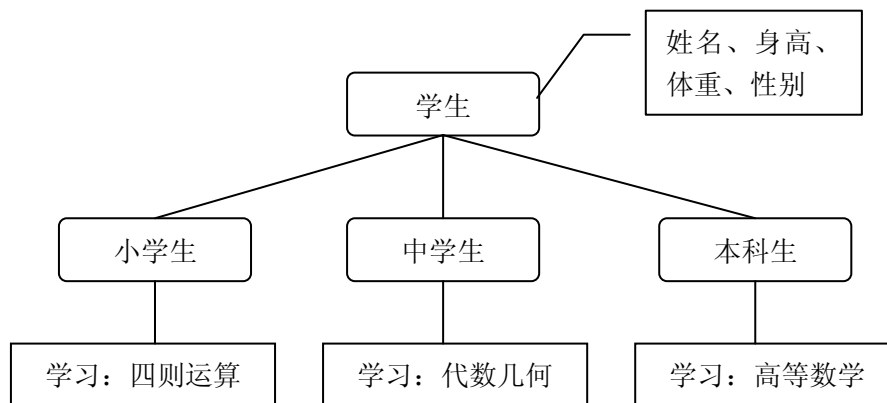 姓名、身高、
体重、性别
学生
小学生
中学生
本科生
学习：四则运算
学习：代数几何
学习：高等数学